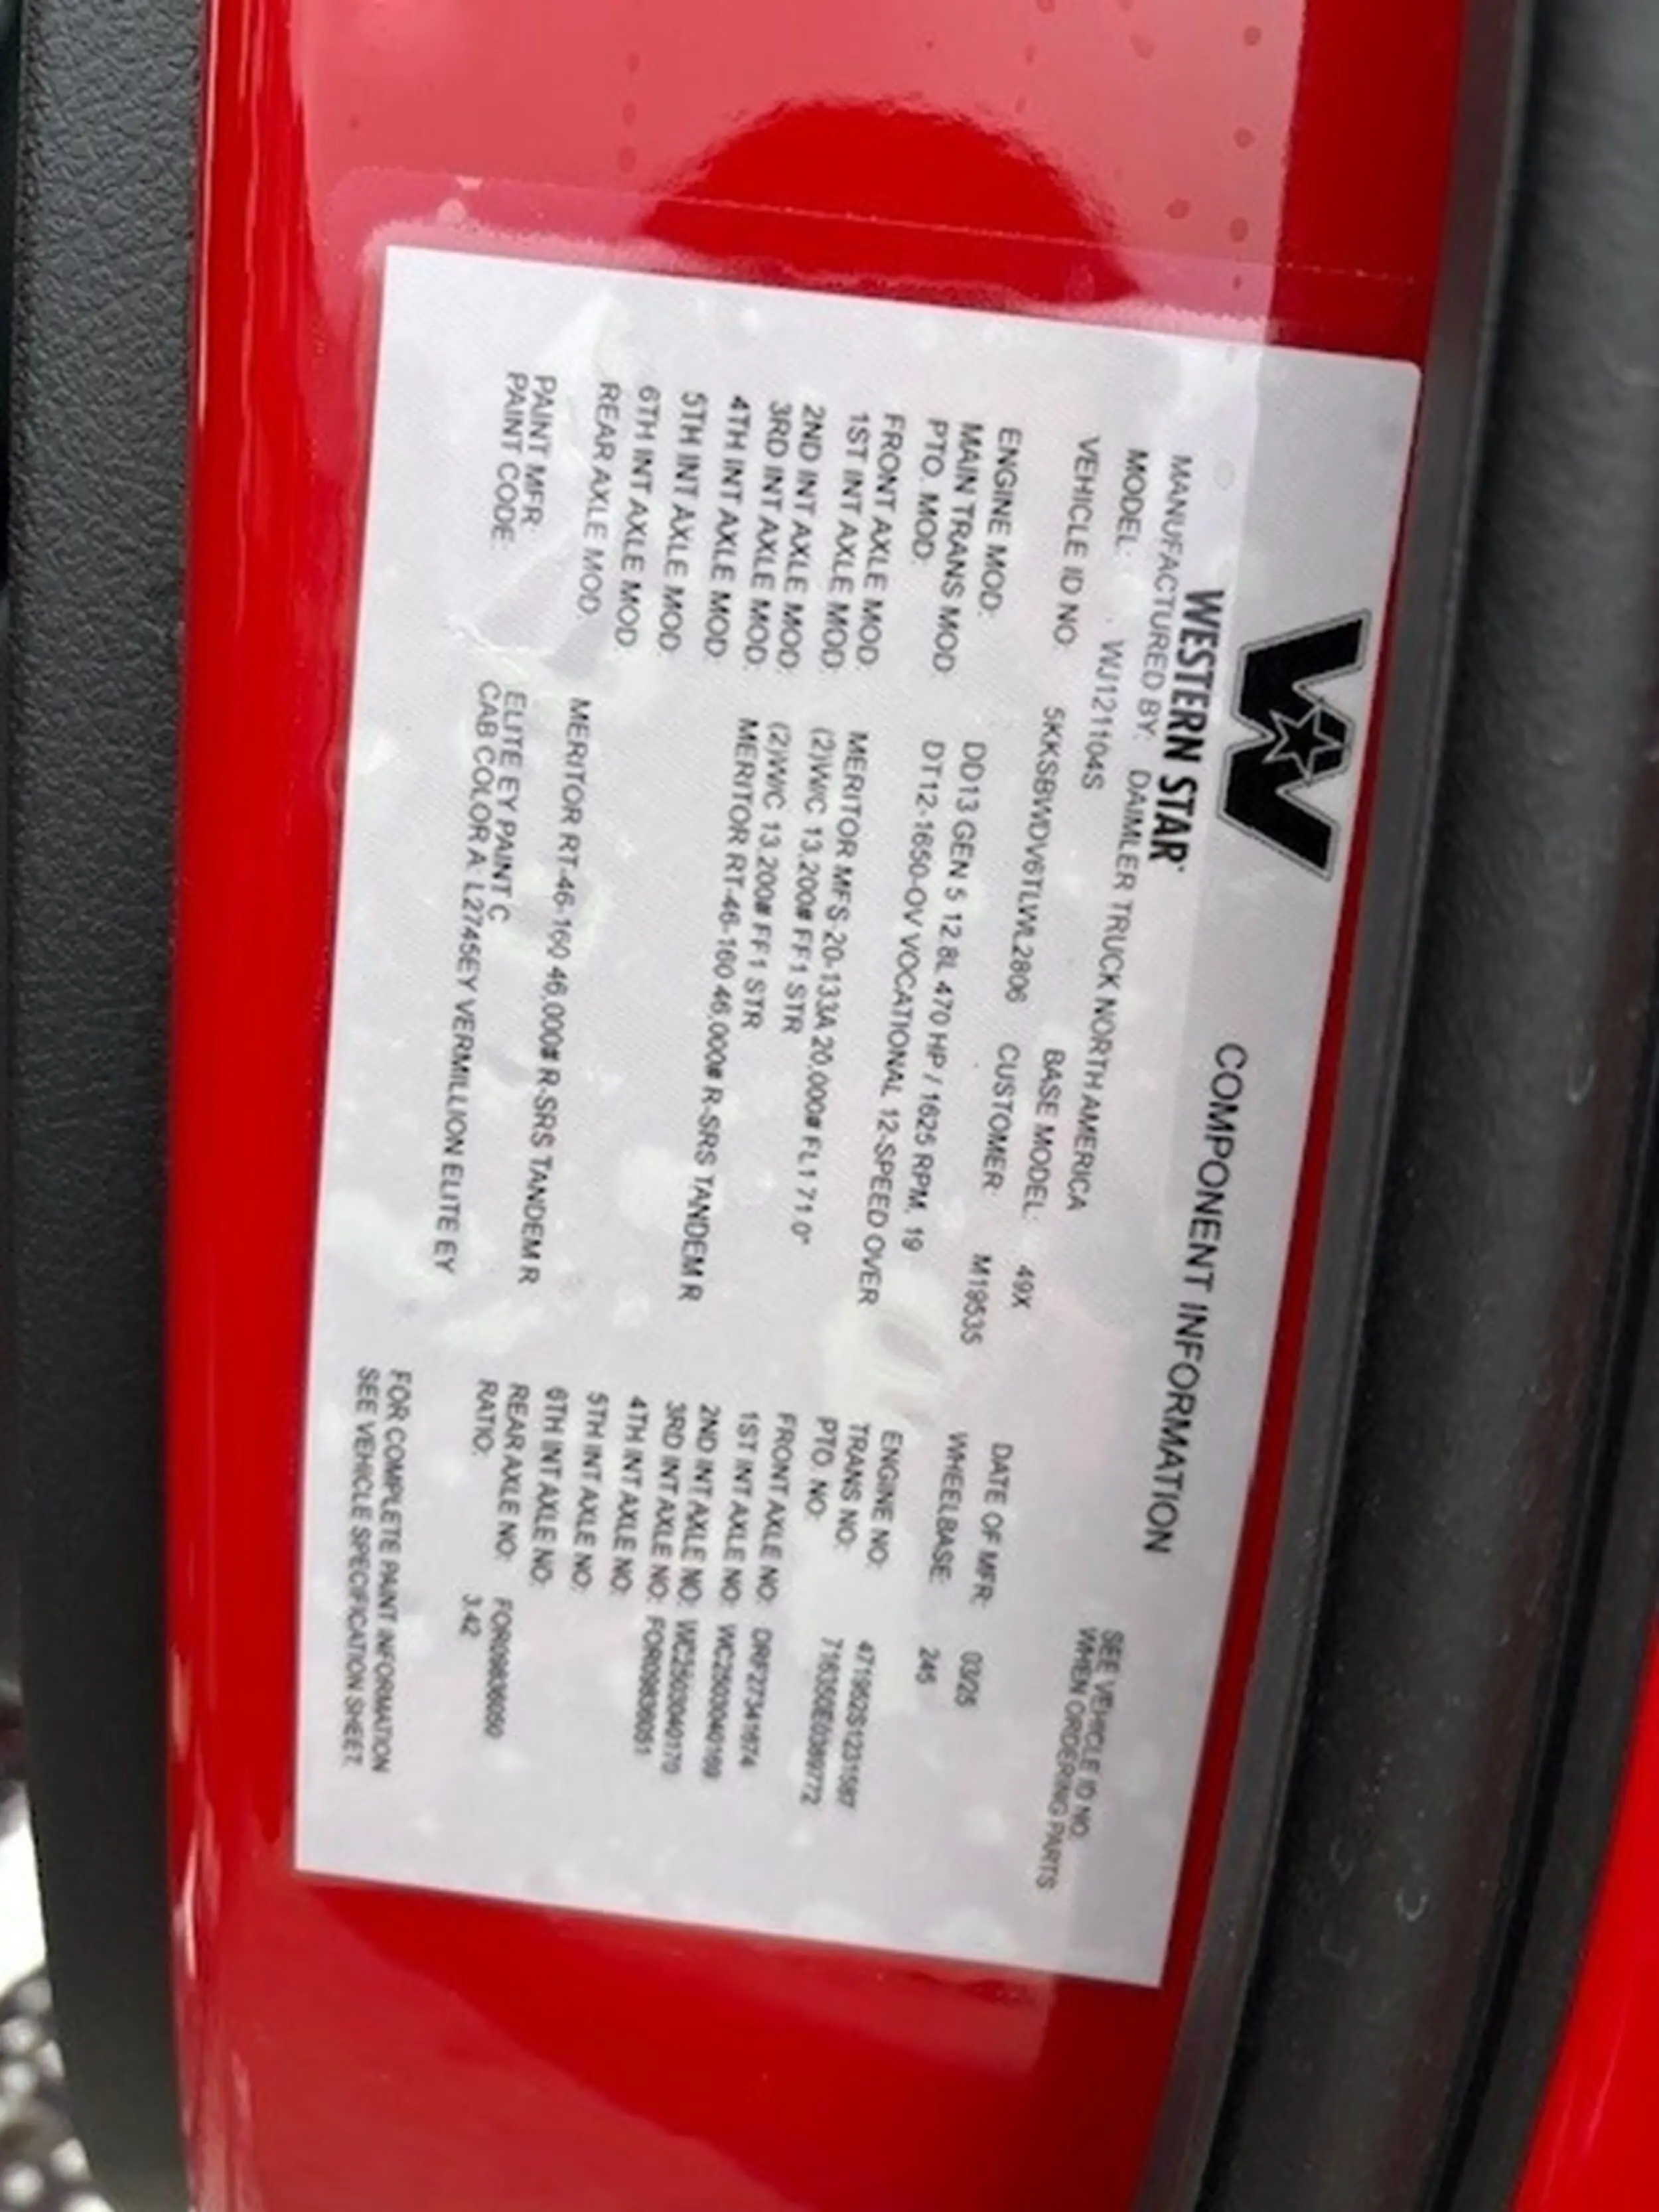 WESTERN STAR
COMPONENT INFORMATION
MANUFACTURED BY: DAIMLER TRUCK NORTH AMERICA
SEE VEHICLE ID NO.
WHEN ORDERING PARTS
MODEL: WJ121104S BASE MODEL: 49X DATE OF MFR: 03/25
VEHICLE ID NO: 5KKSBWDV6TLWL2806 CUSTOMER: M19535 WHEELBASE: 245
ENGINE MOD: DD13 GEN 5 12.8L 470 HP / 1625 RPM, 19 ENGINE NO:
MAIN TRANS MOD: DT12-1650-OV VOCATIONAL 12-SPEED OVER TRANS NO:
PTO. MOD: PTO. NO:
FRONT AXLE MOD: MERITOR MFS-20-133A 20,000# FL1 71.0" FRONT AXLE NO:
1ST INT AXLE MOD: (2)W/C 13,200# FF1 STR 1ST INT AXLE NO:
2ND INT AXLE MOD: (2)W/C 13,200# FF1 STR 2ND INT AXLE NO:
3RD INT AXLE MOD: MERITOR RT-46-160 46,000# R-SRS TANDEM R 3RD INT AXLE NO:
4TH INT AXLE MOD: 4TH INT AXLE NO:
5TH INT AXLE MOD: 5TH INT AXLE NO:
6TH INT AXLE MOD: 6TH INT AXLE NO:
REAR AXLE MOD: MERITOR RT-46-160 46,000# R-SRS TANDEM R REAR AXLE NO:
RATIO: 3.42
PAINT MFR: ELITE EY PAINT C
PAINT CODE: CAB COLOR A: L2745EY VERMILLION ELITE EY
FOR COMPLETE PAINT INFORMATION
SEE VEHICLE SPECIFICATION SHEET.